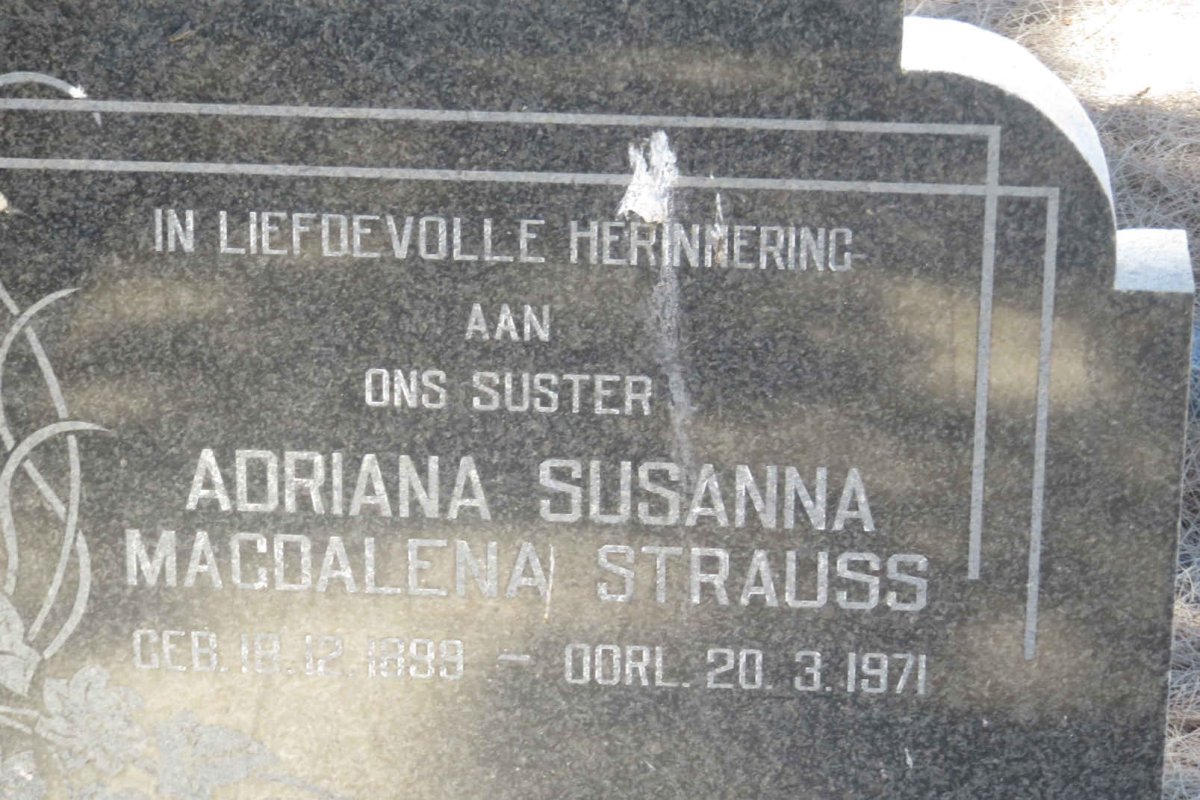 IN LIEFDEVOLLE HERINNERING
AAN
ONS SUSTER
ADRIANA SUSANNA
MAGDALENA STRAUSS
GEB. 18.12.1899 – OORL. 20.3.1971